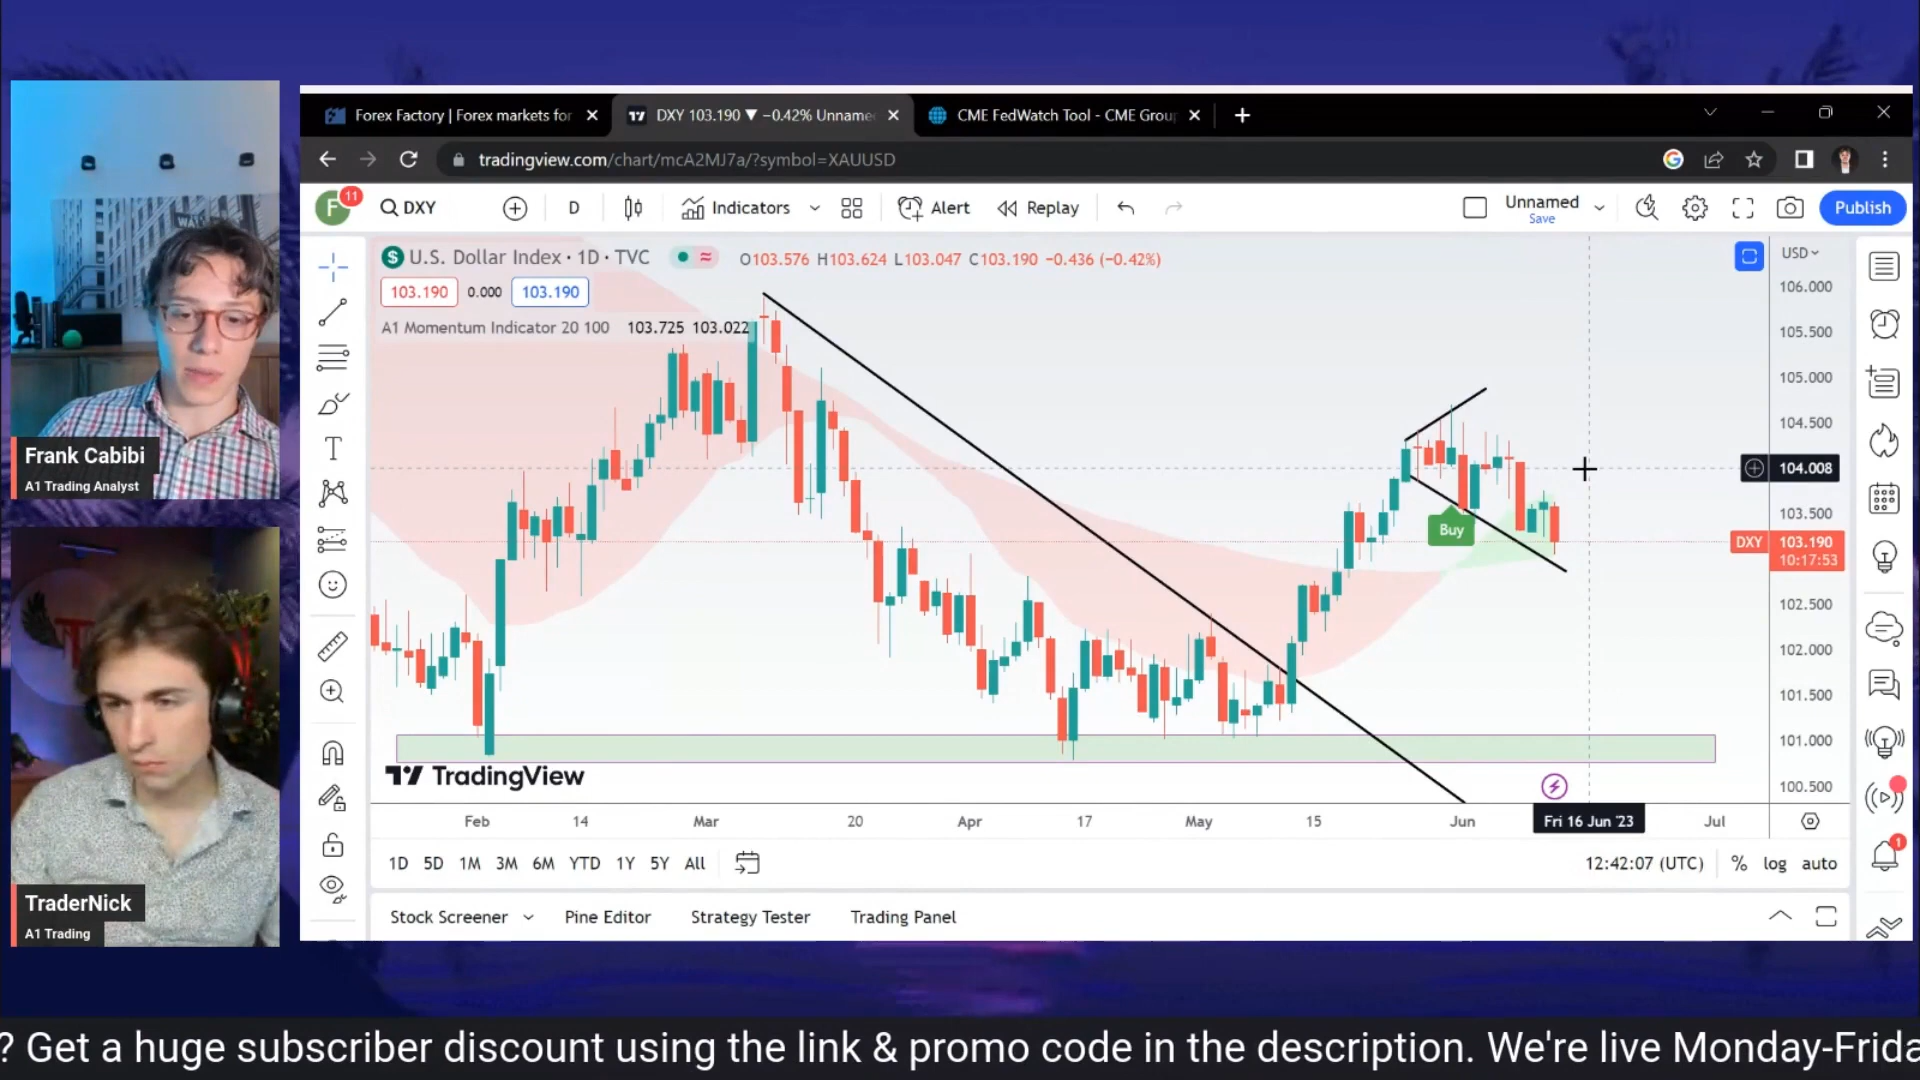 Forex Factory | Forex markets for
DXY 103.190 ▼ −0.42% Unname
CME FedWatch Tool - CME Group
tradingview.com/chart/mcA2MJ7a/?symbol=XAUUSD
F
11
DXY
D
Indicators
Alert
Replay
Unnamed
Save
Publish
U.S. Dollar Index · 1D · TVC
O103.576 H103.624 L103.047 C103.190 −0.436 (−0.42%)
103.190
0.000
103.190
A1 Momentum Indicator 20 100 103.725 103.022
USD
106.000
105.500
105.000
104.500
104.008
103.500
DXY
103.190
10:17:53
102.500
102.000
101.500
101.000
100.500
Buy
TradingView
Feb
14
Mar
20
Apr
17
May
15
Jun
Fri 16 Jun '23
Jul
1D 5D 1M 3M 6M YTD 1Y 5Y All
12:42:07 (UTC)
% log auto
1
Stock Screener
Pine Editor
Strategy Tester
Trading Panel
Frank Cabibi
A1 Trading Analyst
TraderNick
A1 Trading
? Get a huge subscriber discount using the link & promo code in the description. We're live Monday-Frida